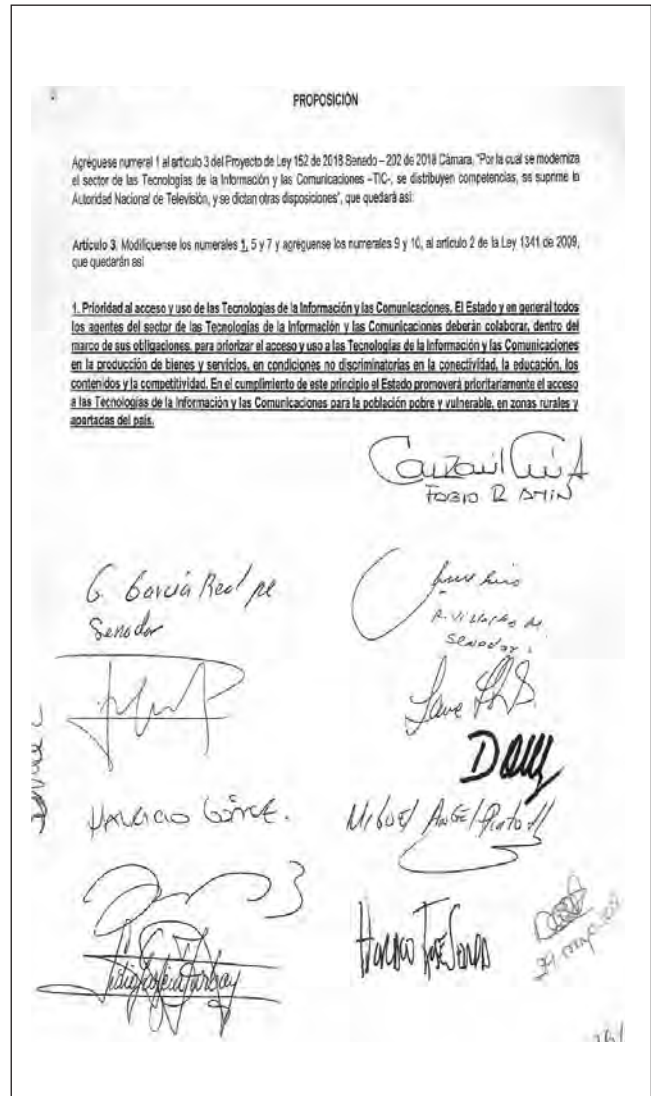 PROPOSICIÓN
Agréguese numeral 1 al artículo 3 del Proyecto de Ley 152 de 2018 Senado – 202 de 2018 Cámara, "Por la cual se moderniza
el sector de las Tecnologías de la Información y las Comunicaciones –TIC-, se distribuyen competencias, se suprime la
Autoridad Nacional de Televisión, y se dictan otras disposiciones", que quedará así:
Artículo 3. Modifíquense los numerales 1, 5 y 7 y agréguense los numerales 9 y 10, al artículo 2 de la Ley 1341 de 2009,
que quedarán así
1. Prioridad al acceso y uso de las Tecnologías de la Información y las Comunicaciones. El Estado y en general todos
los agentes del sector de las Tecnologías de la Información y las Comunicaciones deberán colaborar, dentro del
marco de sus obligaciones, para priorizar el acceso y uso a las Tecnologías de la Información y las Comunicaciones
en la producción de bienes y servicios, en condiciones no discriminatorias en la conectividad, la educación, los
contenidos y la competitividad. En el cumplimiento de este principio el Estado promoverá prioritariamente el acceso
a las Tecnologías de la Información y las Comunicaciones para la población pobre y vulnerable, en zonas rurales y
apartadas del país.
FABIO R AMIN
G. García Realpe
Senador
Senador.
Miguel Angel Pinto H
Horacio José Serpa